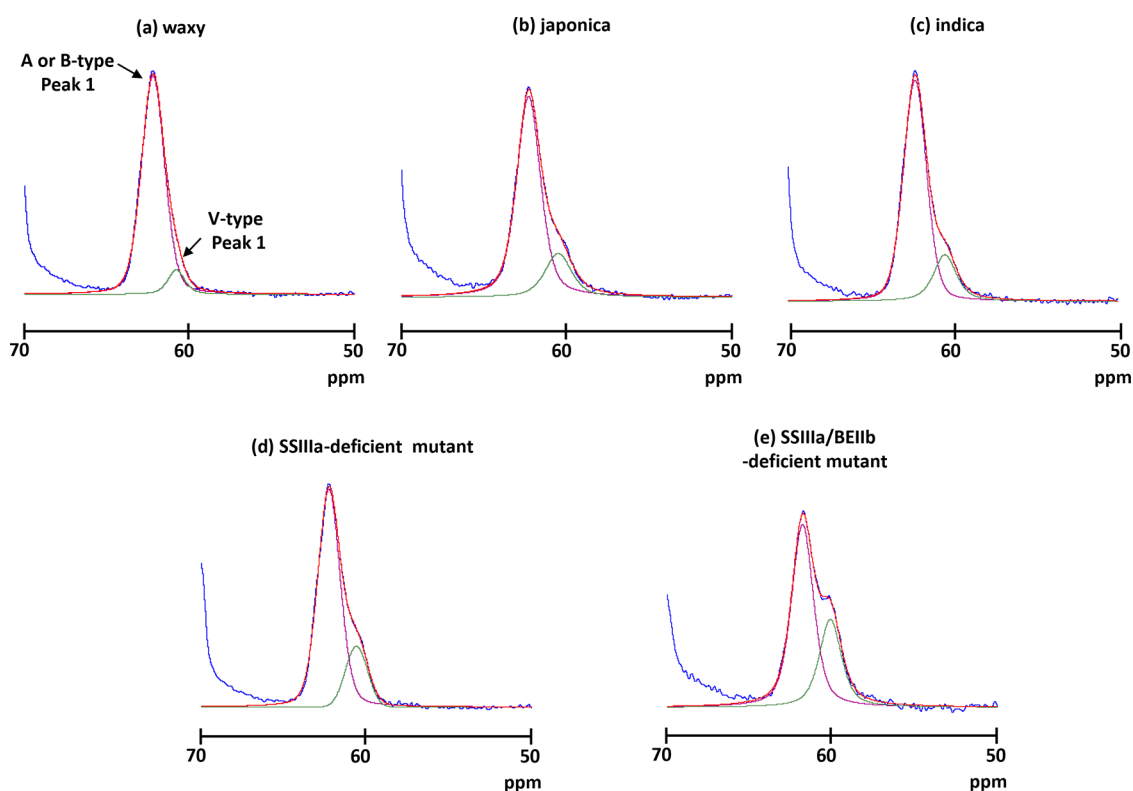 (a) waxy
(b) japonica
(c) indica
A or B-type
Peak 1
V-type
Peak 1
70
60
50
ppm
70
60
50
ppm
70
60
50
ppm
(d) SSIIIa-deficient mutant
(e) SSIIIa/BEIIb
-deficient mutant
70
60
50
ppm
70
60
50
ppm